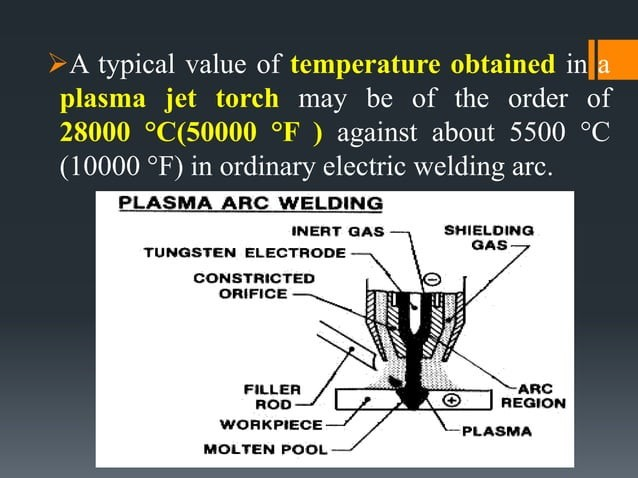 ➢A typical value of temperature obtained in a
plasma jet torch may be of the order of
28000 °C(50000 °F ) against about 5500 °C
(10000 °F) in ordinary electric welding arc.
PLASMA ARC WELDING
INERT GAS
SHIELDING
GAS
TUNGSTEN ELECTRODE
CONSTRICTED
ORIFICE
FILLER
ROD
ARC
REGION
WORKPIECE
PLASMA
MOLTEN POOL